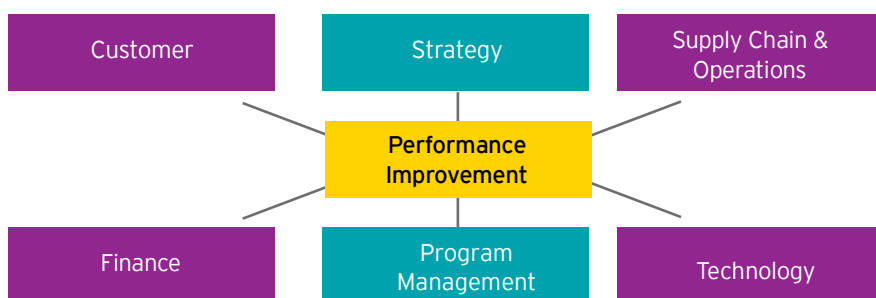 Customer
Strategy
Supply Chain &
Operations
Performance
Improvement
Finance
Program
Management
Technology